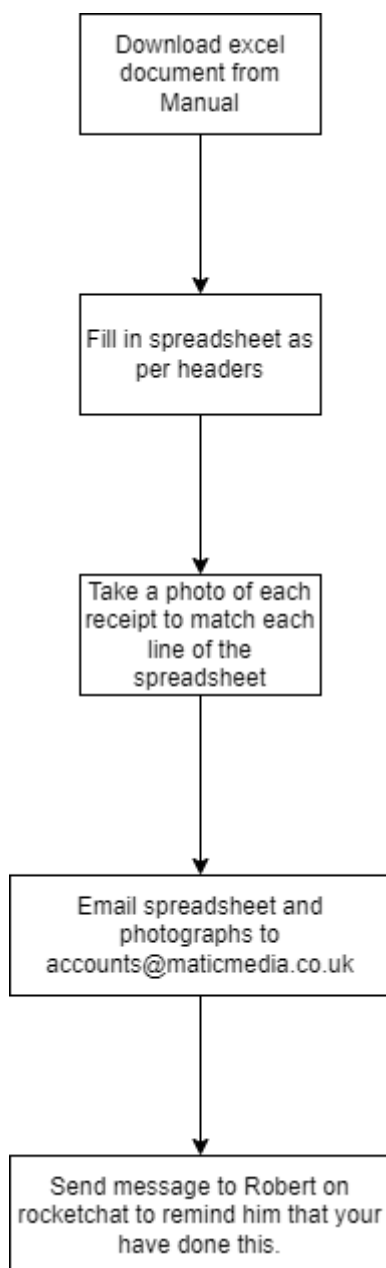 Download excel
document from
Manual
Fill in spreadsheet as
per headers
Take a photo of each
receipt to match each
line of the
spreadsheet
Email spreadsheet and
photographs to
accounts@maticmedia.co.uk
Send message to Robert on
rocketchat to remind him that your
have done this.